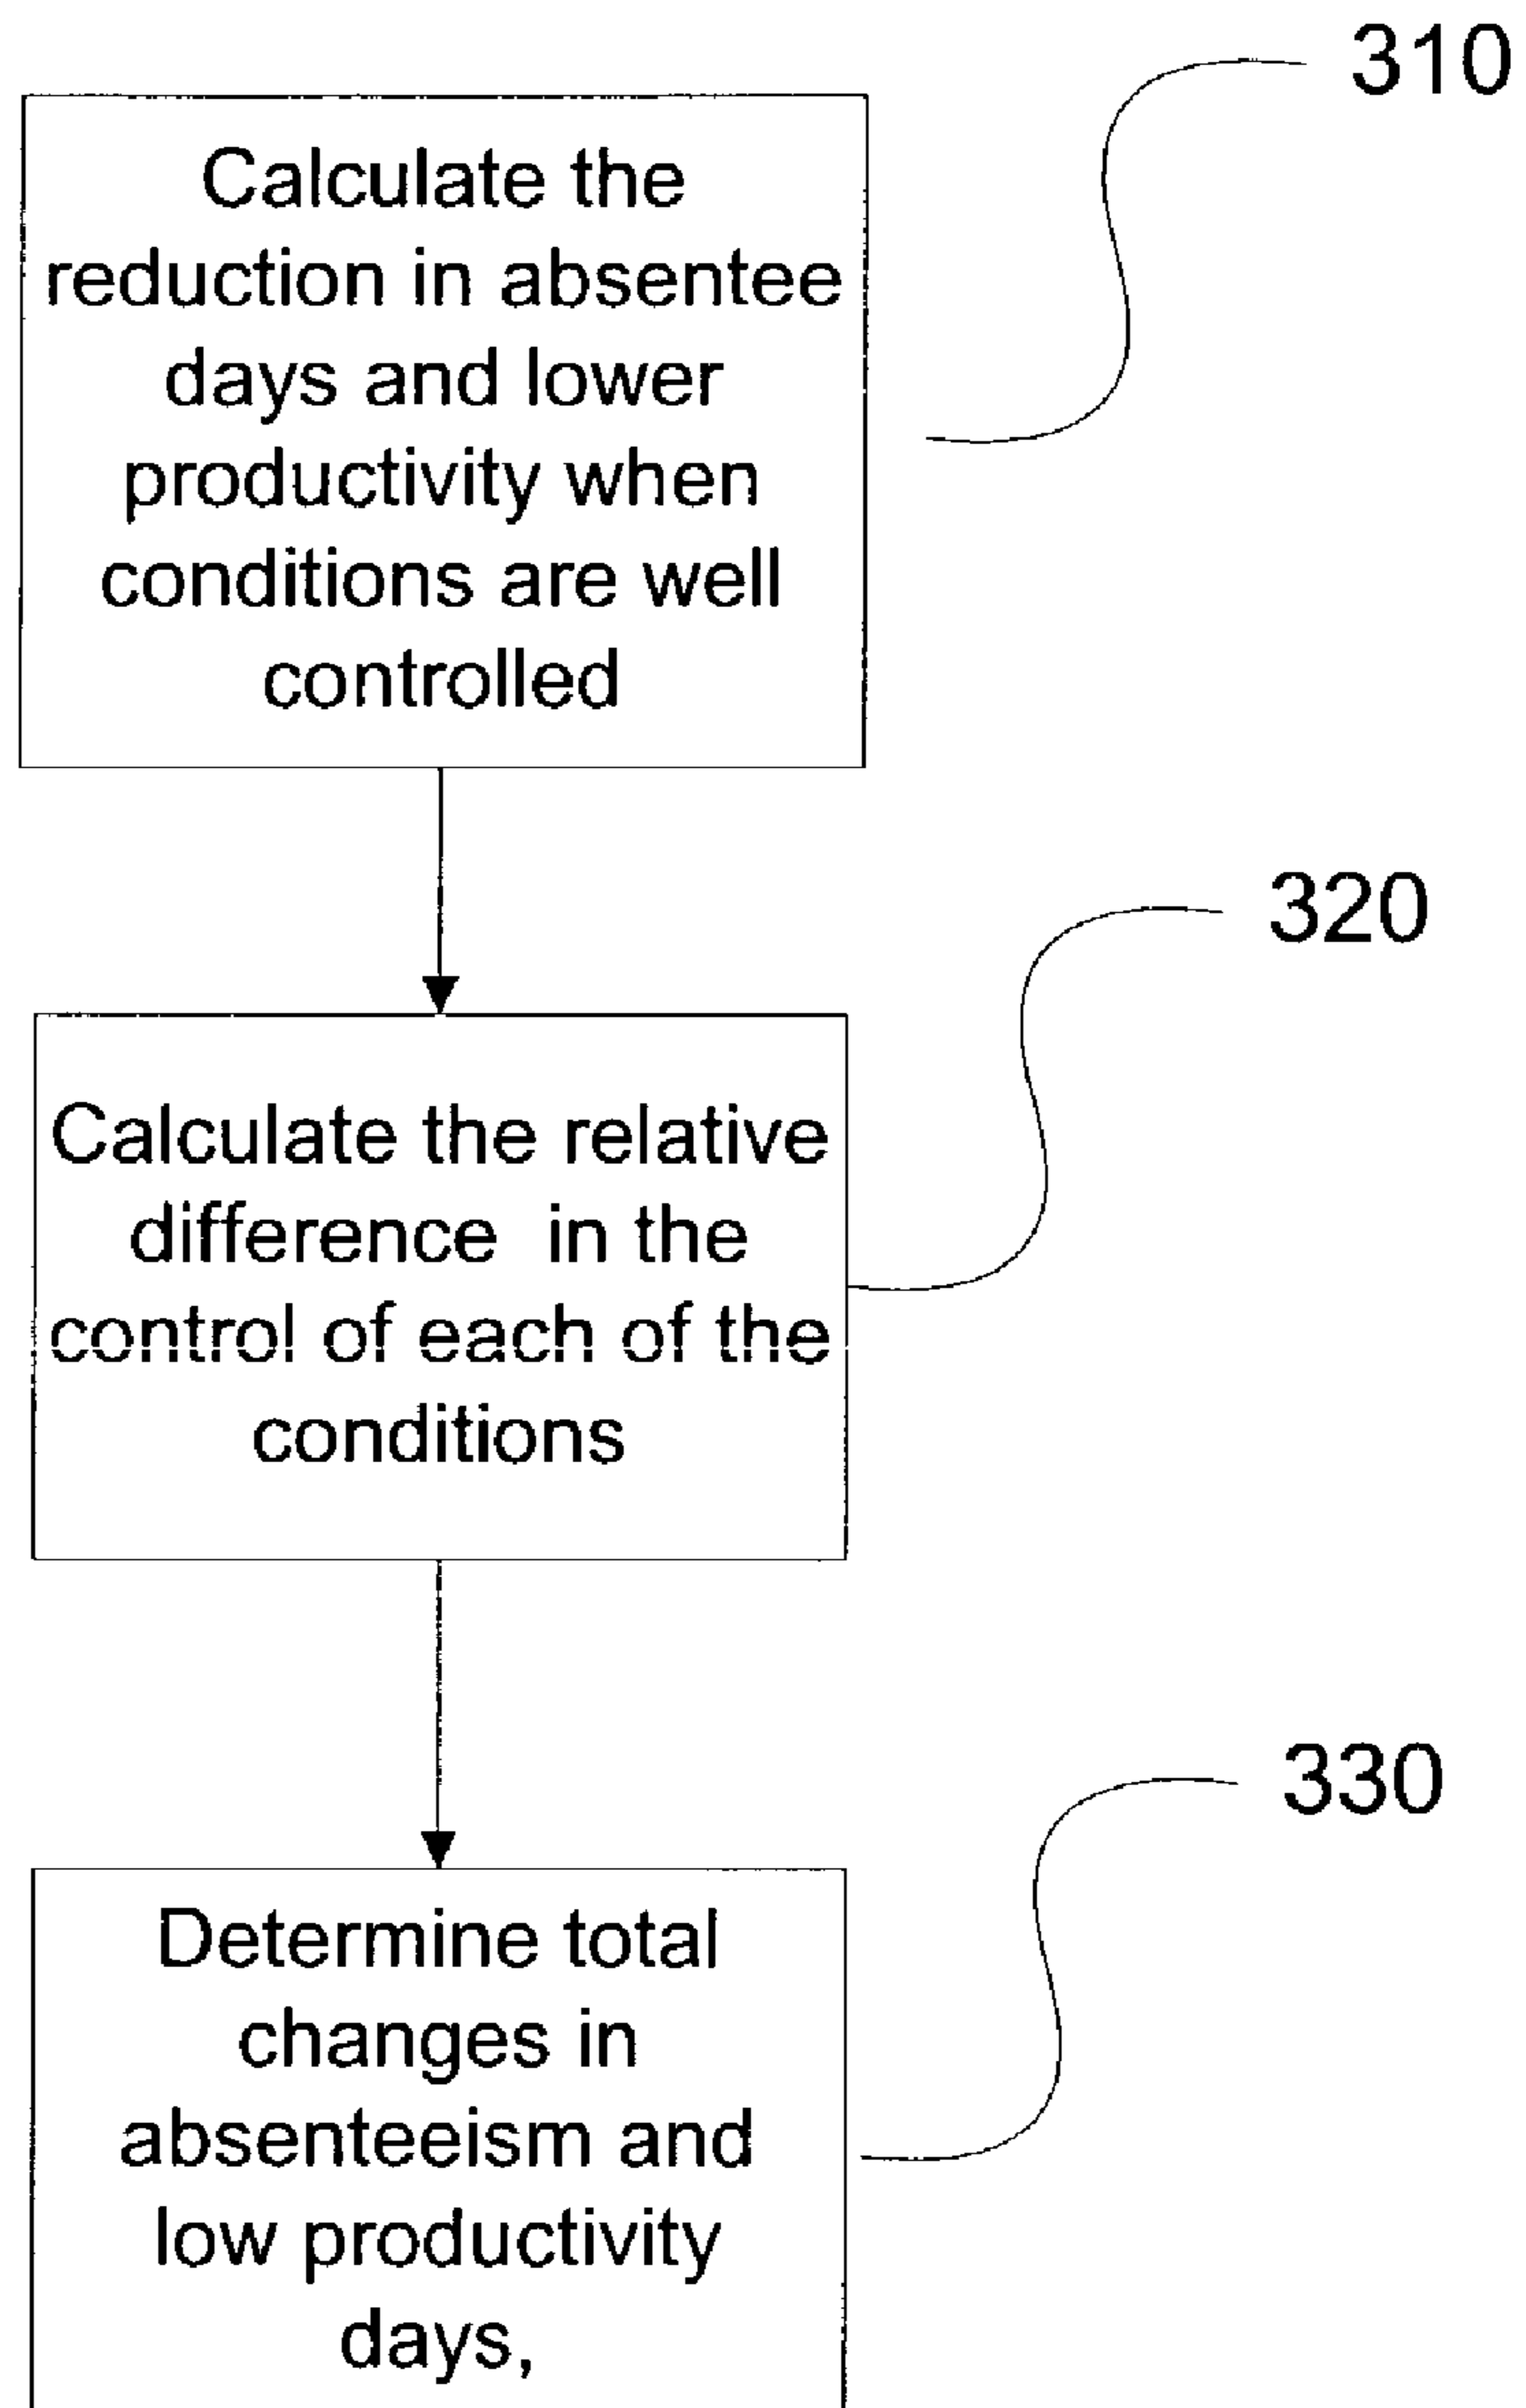 310
Calculate the
reduction in absentee
days and lower
productivity when
conditions are well
controlled
320
Calculate the relative
difference in the
control of each of the
conditions
330
Determine total
changes in
absenteeism and
low productivity
days,